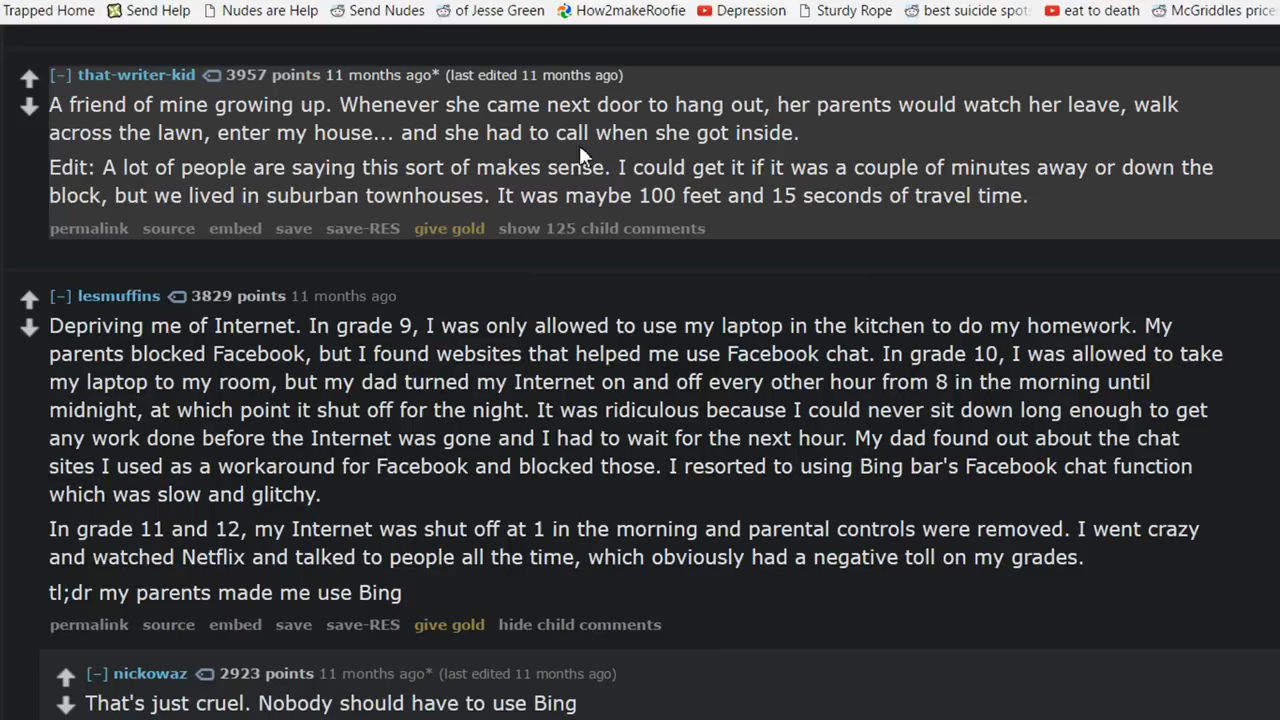 Trapped Home Send Help Nudes are Help Send Nudes of Jesse Green How2makeRoofie Depression Sturdy Rope best suicide spot eat to death McGriddles price
[–] that-writer-kid 3957 points 11 months ago* (last edited 11 months ago)
A friend of mine growing up. Whenever she came next door to hang out, her parents would watch her leave, walk
across the lawn, enter my house... and she had to call when she got inside.
Edit: A lot of people are saying this sort of makes sense. I could get it if it was a couple of minutes away or down the
block, but we lived in suburban townhouses. It was maybe 100 feet and 15 seconds of travel time.
permalink source embed save save-RES give gold show 125 child comments
[–] lesmuffins 3829 points 11 months ago
Depriving me of Internet. In grade 9, I was only allowed to use my laptop in the kitchen to do my homework. My
parents blocked Facebook, but I found websites that helped me use Facebook chat. In grade 10, I was allowed to take
my laptop to my room, but my dad turned my Internet on and off every other hour from 8 in the morning until
midnight, at which point it shut off for the night. It was ridiculous because I could never sit down long enough to get
any work done before the Internet was gone and I had to wait for the next hour. My dad found out about the chat
sites I used as a workaround for Facebook and blocked those. I resorted to using Bing bar's Facebook chat function
which was slow and glitchy.
In grade 11 and 12, my Internet was shut off at 1 in the morning and parental controls were removed. I went crazy
and watched Netflix and talked to people all the time, which obviously had a negative toll on my grades.
tl;dr my parents made me use Bing
permalink source embed save save-RES give gold hide child comments
[–] nickowaz 2923 points 11 months ago* (last edited 11 months ago)
That's just cruel. Nobody should have to use Bing